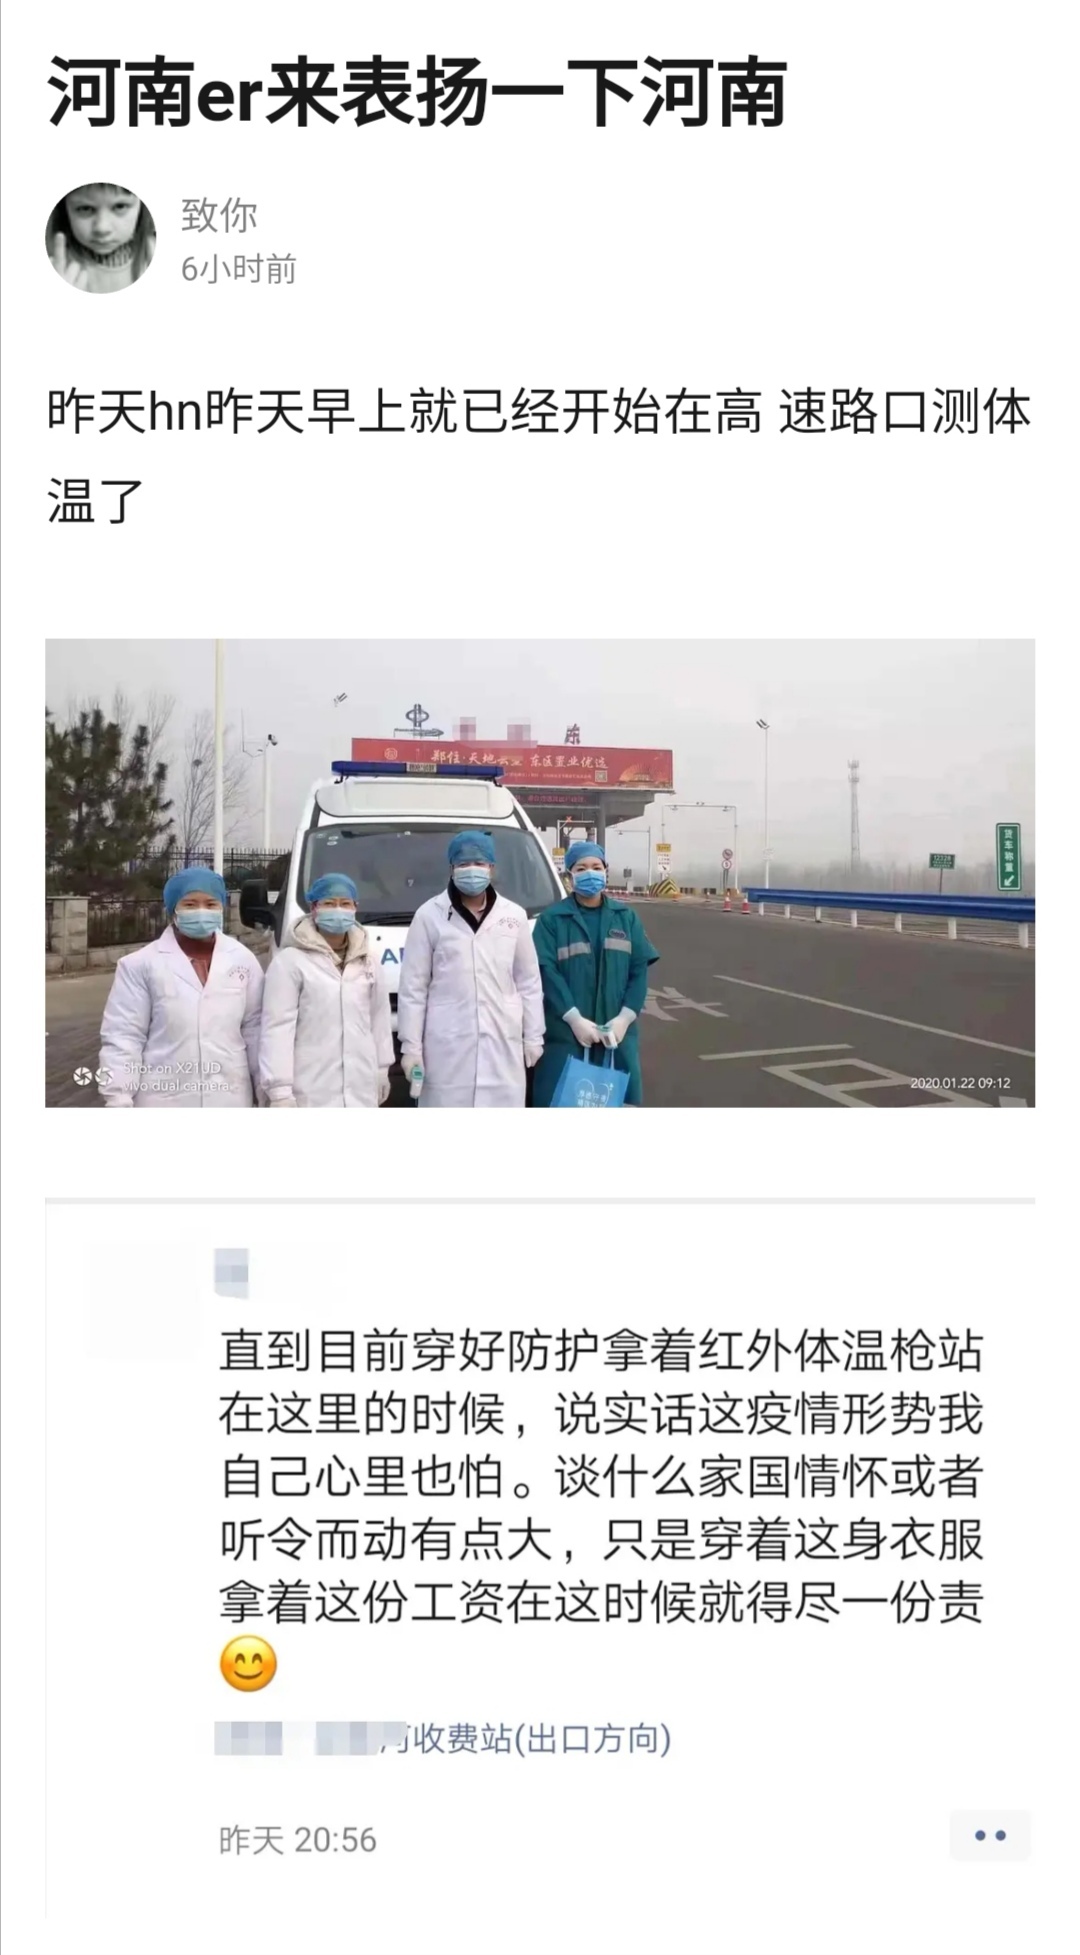 河南er来表扬一下河南
致你
6小时前
昨天hn昨天早上就已经开始在高 速路口测体
温了
东
东区置业优选
货车称重
Shot on X21UD
vivo dual camera
2020.01.22 09:12
直到目前穿好防护拿着红外体温枪站
在这里的时候，说实话这疫情形势我
自己心里也怕。谈什么家国情怀或者
听令而动有点大，只是穿着这身衣服
拿着这份工资在这时候就得尽一份责
😊
收费站(出口方向)
昨天 20:56